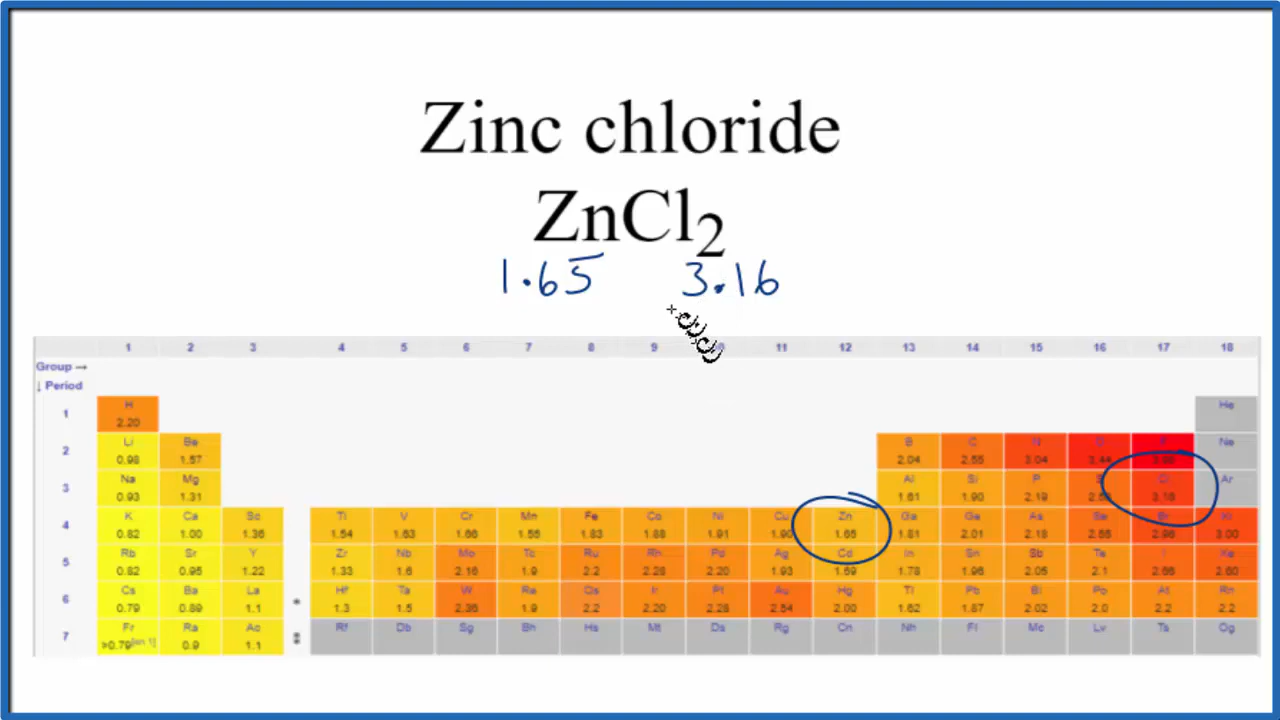 Zinc chloride
ZnCl2
1.65 3.16
1 2 3 4 5 6 7 8 9 10 11 12 13 14 15 16 17 18
Group →
↓ Period
1 H He
2.20
2 Li Be B C N O F Ne
0.98 1.57 2.04 2.55 3.04 3.44 3.98
3 Na Mg Al Si P S Cl Ar
0.93 1.31 1.61 1.90 2.19 2.58 3.16
4 K Ca Sc Ti V Cr Mn Fe Co Ni Cu Zn Ga Ge As Se Br Kr
0.82 1.00 1.36 1.54 1.63 1.66 1.55 1.83 1.88 1.91 1.90 1.65 1.81 2.01 2.18 2.55 2.96 3.00
5 Rb Sr Y Zr Nb Mo Tc Ru Rh Pd Ag Cd In Sn Sb Te I Xe
0.82 0.95 1.22 1.33 1.6 2.16 1.9 2.2 2.28 2.20 1.93 1.69 1.78 1.96 2.05 2.1 2.66 2.60
6 Cs Ba La * Hf Ta W Re Os Ir Pt Au Hg Tl Pb Bi Po At Rn
0.79 0.89 1.1 1.3 1.5 2.36 1.9 2.2 2.20 2.28 2.54 2.00 1.62 1.87 2.02 2.0 2.2 2.2
7 Fr Ra Ac Rf Db Sg Bh Hs Mt Ds Rg Cn Nh Fl Mc Lv Ts Og
>0.79[en 1] 0.9 1.1